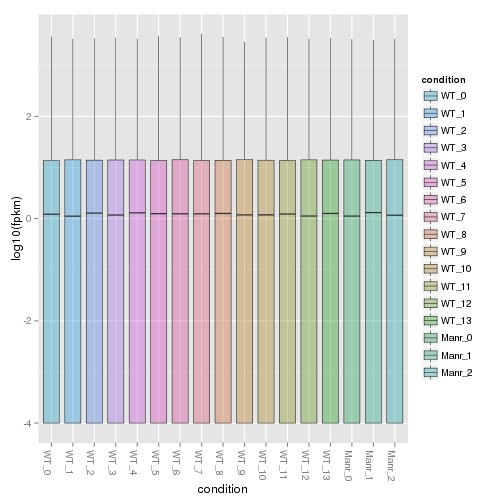 log10(fpkm)
2
0
-2
-4
WT_0
WT_1
WT_2
WT_3
WT_4
WT_5
WT_6
WT_7
WT_8
WT_9
WT_10
WT_11
WT_12
WT_13
Manr_0
Manr_1
Manr_2
condition
condition
WT_0
WT_1
WT_2
WT_3
WT_4
WT_5
WT_6
WT_7
WT_8
WT_9
WT_10
WT_11
WT_12
WT_13
Manr_0
Manr_1
Manr_2